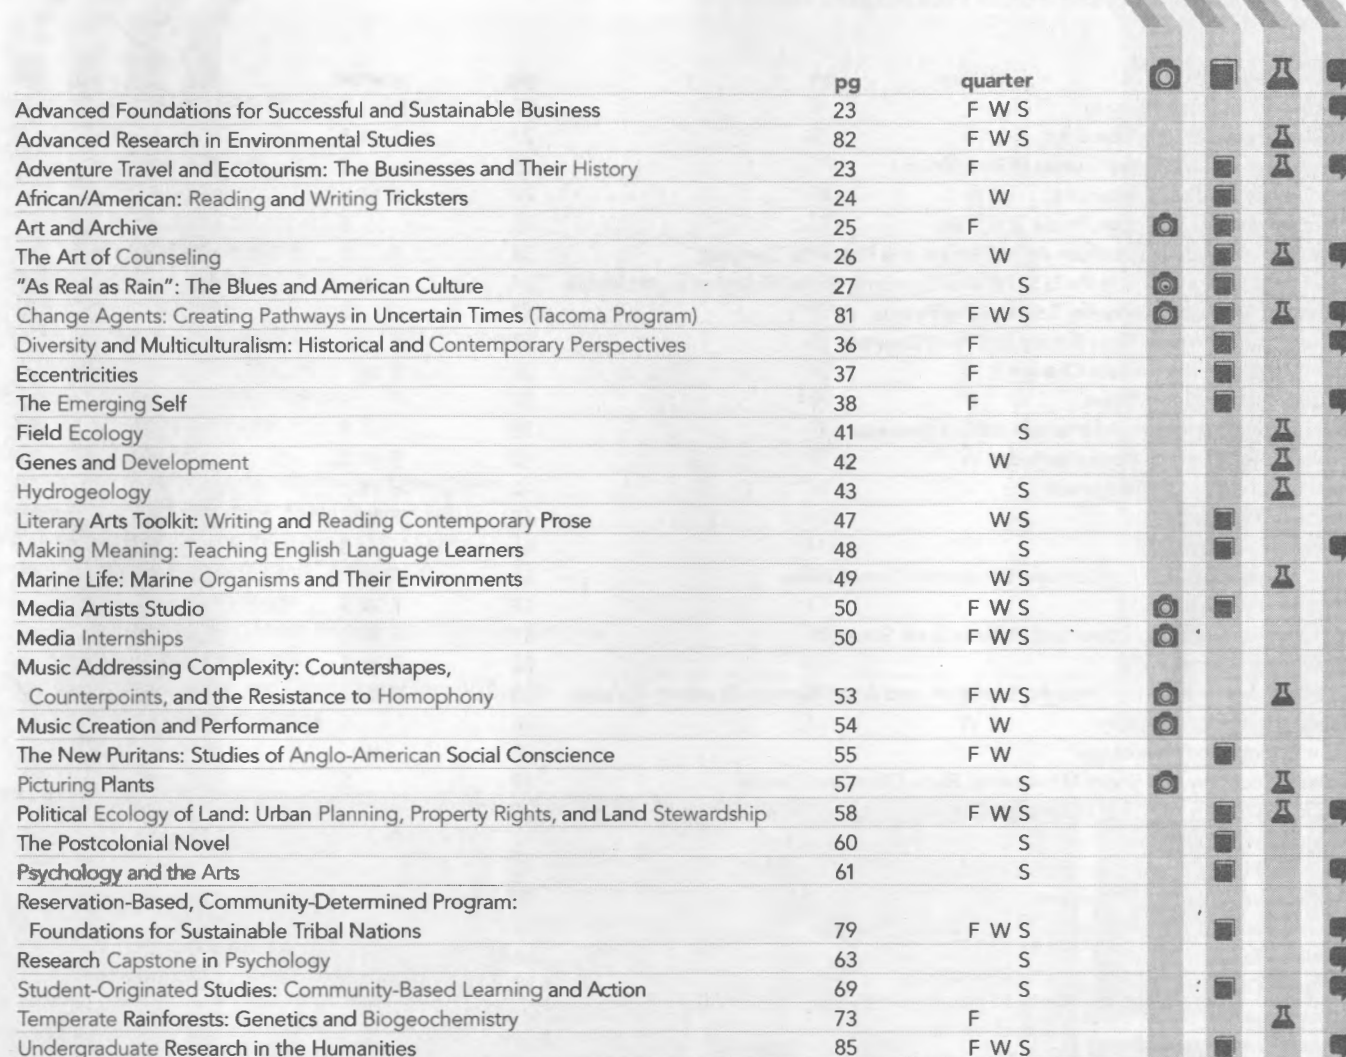 pg quarter
Advanced Foundations for Successful and Sustainable Business 23 F W S
Advanced Research in Environmental Studies 82 F W S
Adventure Travel and Ecotourism: The Businesses and Their History 23 F
African/American: Reading and Writing Tricksters 24 W
Art and Archive 25 F
The Art of Counseling 26 W
"As Real as Rain": The Blues and American Culture 27 S
Change Agents: Creating Pathways in Uncertain Times (Tacoma Program) 81 F W S
Diversity and Multiculturalism: Historical and Contemporary Perspectives 36 F
Eccentricities 37 F
The Emerging Self 38 F
Field Ecology 41 S
Genes and Development 42 W
Hydrogeology 43 S
Literary Arts Toolkit: Writing and Reading Contemporary Prose 47 W S
Making Meaning: Teaching English Language Learners 48 S
Marine Life: Marine Organisms and Their Environments 49 W S
Media Artists Studio 50 F W S
Media Internships 50 F W S
Music Addressing Complexity: Countershapes,
Counterpoints, and the Resistance to Homophony 53 F W S
Music Creation and Performance 54 W
The New Puritans: Studies of Anglo-American Social Conscience 55 F W
Picturing Plants 57 S
Political Ecology of Land: Urban Planning, Property Rights, and Land Stewardship 58 F W S
The Postcolonial Novel 60 S
Psychology and the Arts 61 S
Reservation-Based, Community-Determined Program:
Foundations for Sustainable Tribal Nations 79 F W S
Research Capstone in Psychology 63 S
Student-Originated Studies: Community-Based Learning and Action 69 S
Temperate Rainforests: Genetics and Biogeochemistry 73 F
Undergraduate Research in the Humanities 85 F W S